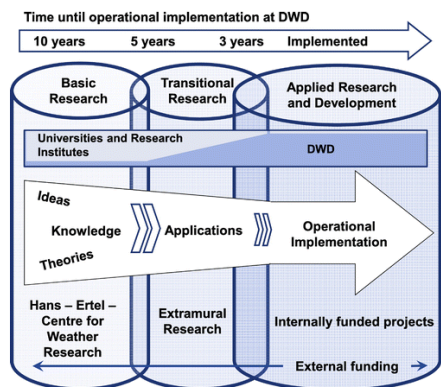 Time until operational implementation at DWD
10 years 5 years 3 years Implemented
Basic
Research
Transitional
Research
Applied Research
and Development
Universities and Research
Institutes
DWD
Ideas
Knowledge
Theories
Applications
Operational
Implementation
Hans – Ertel –
Centre for
Weather
Research
Extramural
Research
Internally funded projects
External funding